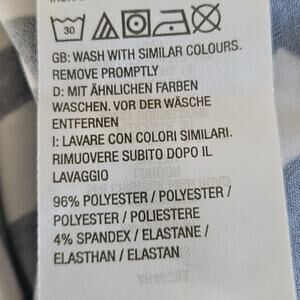 30
GB: WASH WITH SIMILAR COLOURS.
REMOVE PROMPTLY
D: MIT ÄHNLICHEN FARBEN
WASCHEN. VOR DER WÄSCHE
ENTFERNEN
I: LAVARE CON COLORI SIMILARI.
RIMUOVERE SUBITO DOPO IL
LAVAGGIO
96% POLYESTER / POLYESTER /
POLYESTER / POLIESTERE
4% SPANDEX / ELASTANE /
ELASTHAN / ELASTAN